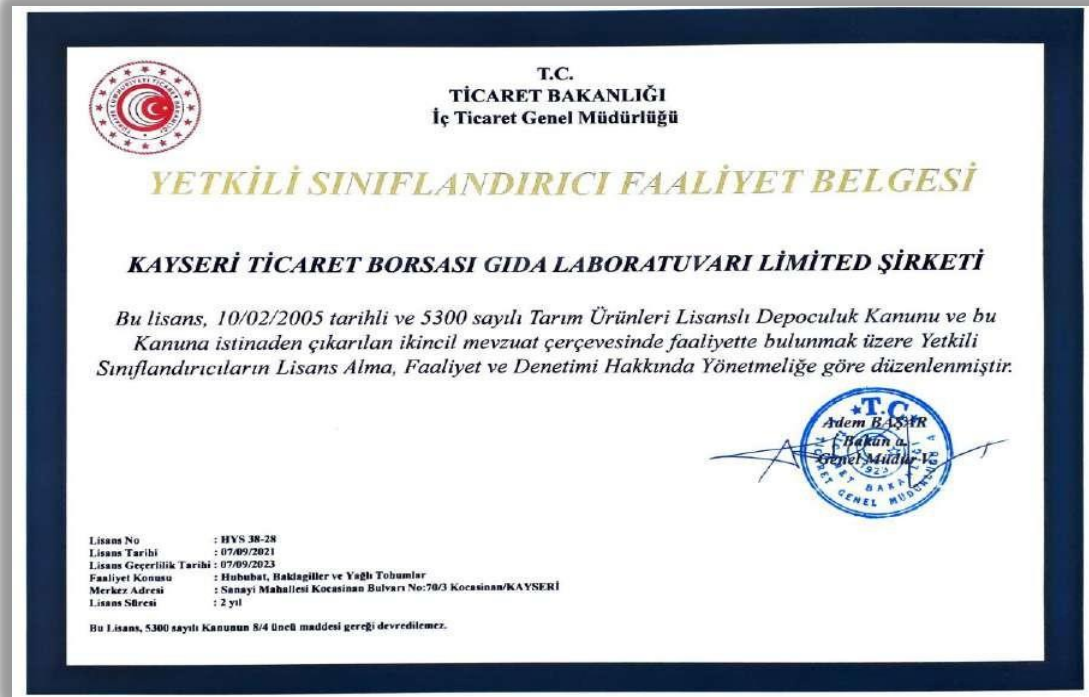 T.C.
TİCARET BAKANLIĞI
İç Ticaret Genel Müdürlüğü
YETKİLİ SINIFLANDIRICI FAALİYET BELGESİ
KAYSERİ TİCARET BORSASI GIDA LABORATUVARI LİMİTED ŞİRKETİ
Bu lisans, 10/02/2005 tarihli ve 5300 sayılı Tarım Ürünleri Lisanslı Depoculuk Kanunu ve bu
Kanuna istinaden çıkarılan ikincil mevzuat çerçevesinde faaliyette bulunmak üzere Yetkili
Sınıflandırıcıların Lisans Alma, Faaliyet ve Denetimi Hakkında Yönetmeliğe göre düzenlenmiştir.
T.C.
Adem BAŞAR
Bakan a.
Genel Müdür V.
Lisans No : HYS 38-28
Lisans Tarihi : 07/09/2021
Lisans Geçerlilik Tarihi : 07/09/2023
Faaliyet Konusu : Hububat, Baklagiller ve Yağlı Tohumlar
Merkez Adresi : Sanayi Mahallesi Kocasinan Bulvarı No:70/3 Kocasinan/KAYSERİ
Lisans Süresi : 2 yıl
Bu Lisans, 5300 sayılı Kanunun 8/4 üncü maddesi gereği devredilemez.